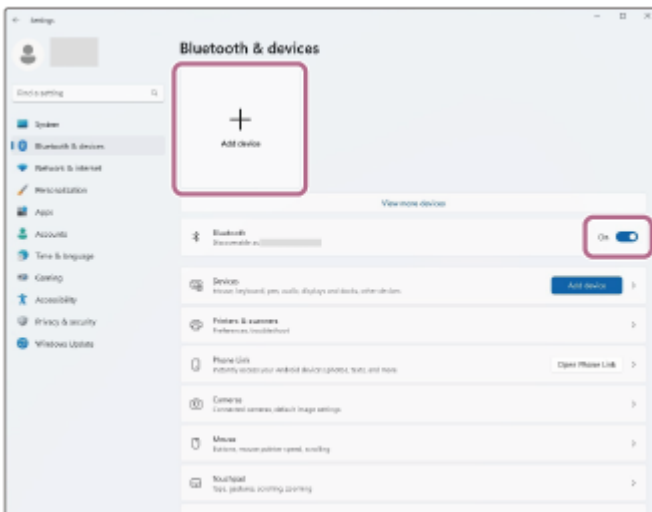 Settings
Bluetooth & devices
Find a setting
System
Bluetooth & devices
Network & internet
Personalization
Apps
Accounts
Time & language
Gaming
Accessibility
Privacy & security
Windows Update
Add device
View more devices
Bluetooth
Discoverable as
On
Devices
Mouse, keyboard, pen, audio, displays and docks, other devices
Add device
Printers & scanners
Preferences, troubleshoot
Phone Link
Instantly access your Android device's photos, texts, and more
Open Phone Link
Cameras
Connected cameras, default image settings
Mouse
Buttons, mouse pointer speed, scrolling
Touchpad
Taps, gestures, scrolling, zooming